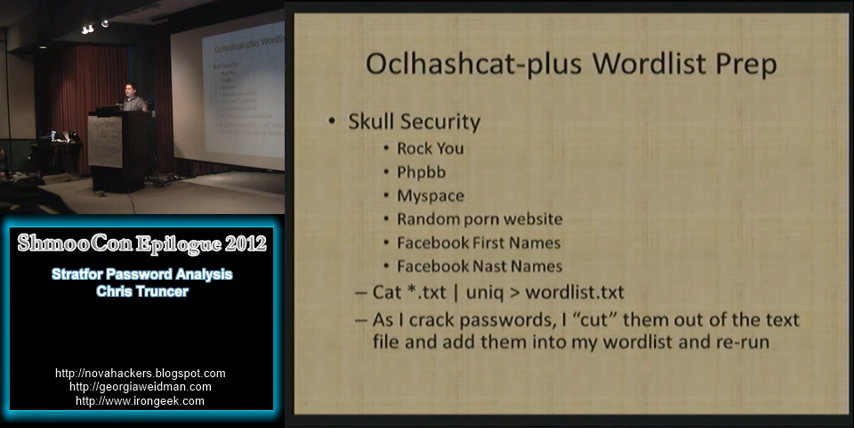 Oclhashcat-plus Wordlist Prep
• Skull Security
• Rock You
• Phpbb
• Myspace
• Random porn website
• Facebook First Names
• Facebook Nast Names
– Cat *.txt | uniq > wordlist.txt
– As I crack passwords, I “cut” them out of the text
file and add them into my wordlist and re-run
ShmooCon Epilogue 2012
Stratfor Password Analysis
Chris Truncer
http://novahackers.blogspot.com
http://georgiaweidman.com
http://www.irongeek.com